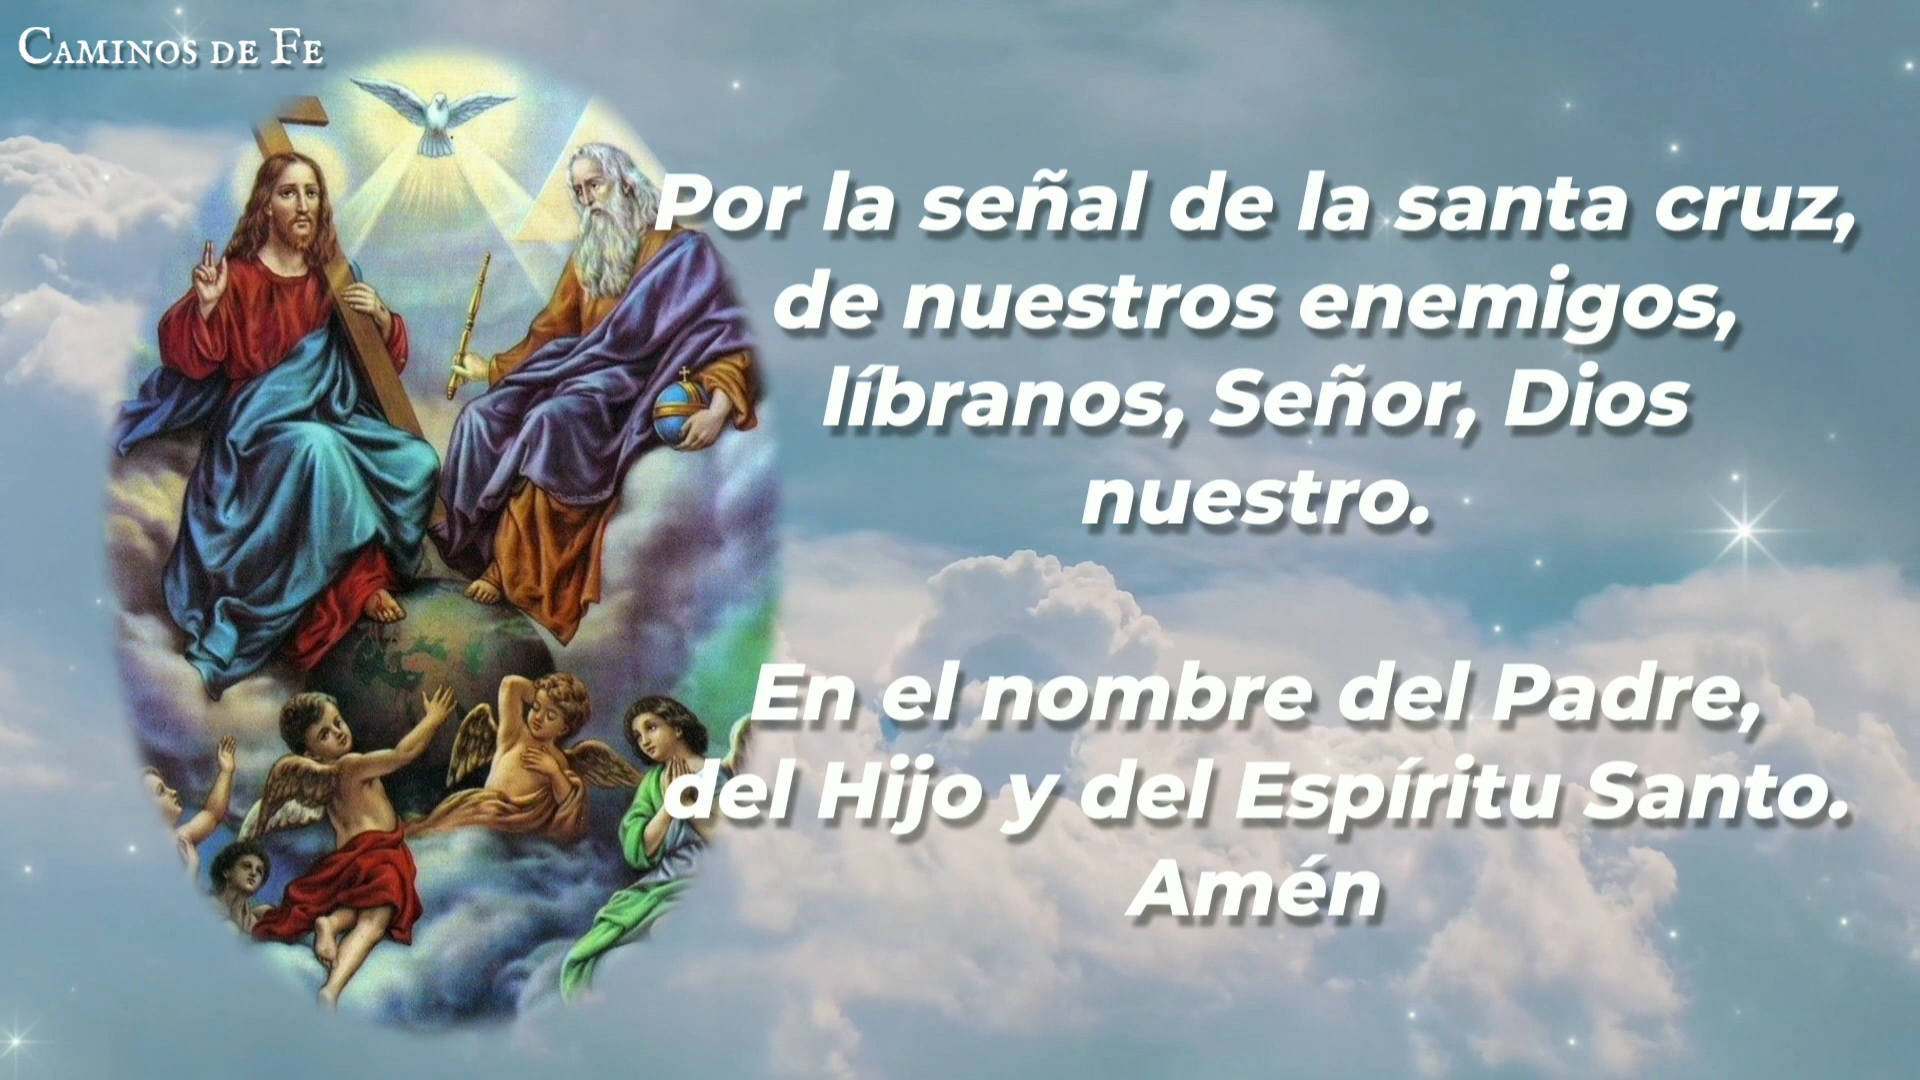 Caminos de Fe
Por la señal de la santa cruz,
de nuestros enemigos,
líbranos, Señor, Dios
nuestro.
En el nombre del Padre,
del Hijo y del Espíritu Santo.
Amén